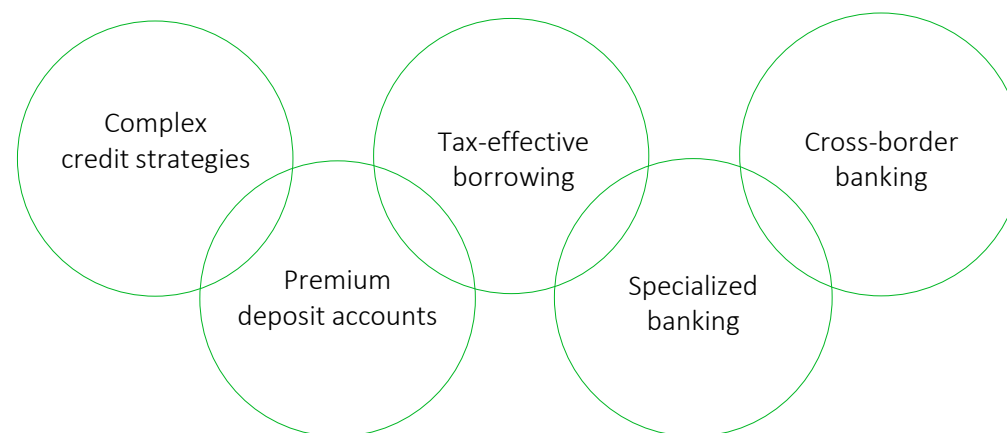 Complex
credit strategies
Premium
deposit accounts
Tax-effective
borrowing
Specialized
banking
Cross-border
banking